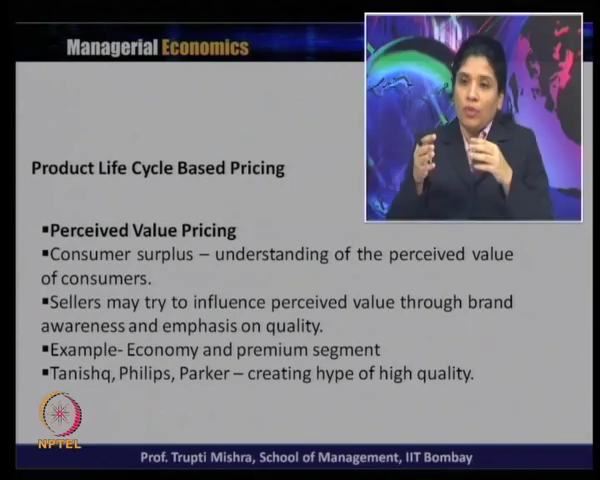 Managerial Economics
Product Life Cycle Based Pricing
▪Perceived Value Pricing
▪Consumer surplus – understanding of the perceived value
of consumers.
▪Sellers may try to influence perceived value through brand
awareness and emphasis on quality.
▪Example- Economy and premium segment
▪Tanishq, Philips, Parker – creating hype of high quality.
NPTEL
Prof. Trupti Mishra, School of Management, IIT Bombay